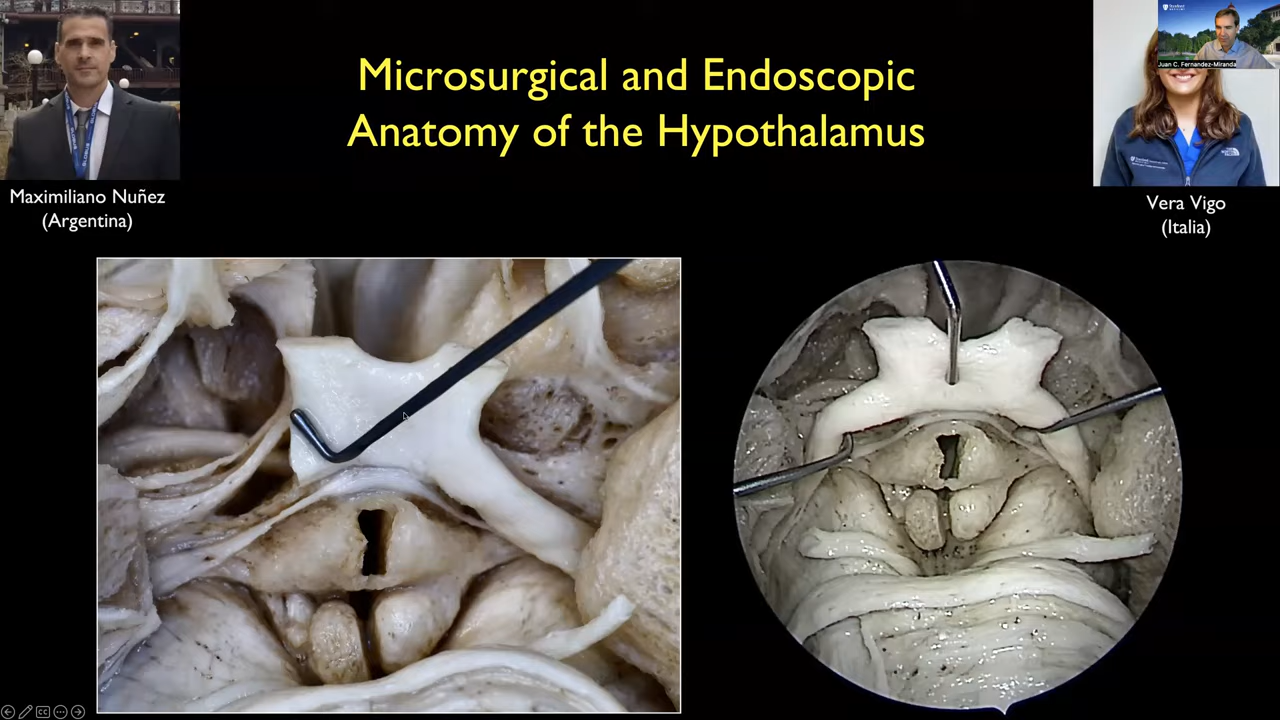 Microsurgical and Endoscopic
Anatomy of the Hypothalamus
Maximiliano Nuñez
(Argentina)
Vera Vigo
(Italia)
Juan C. Fernandez-Miranda